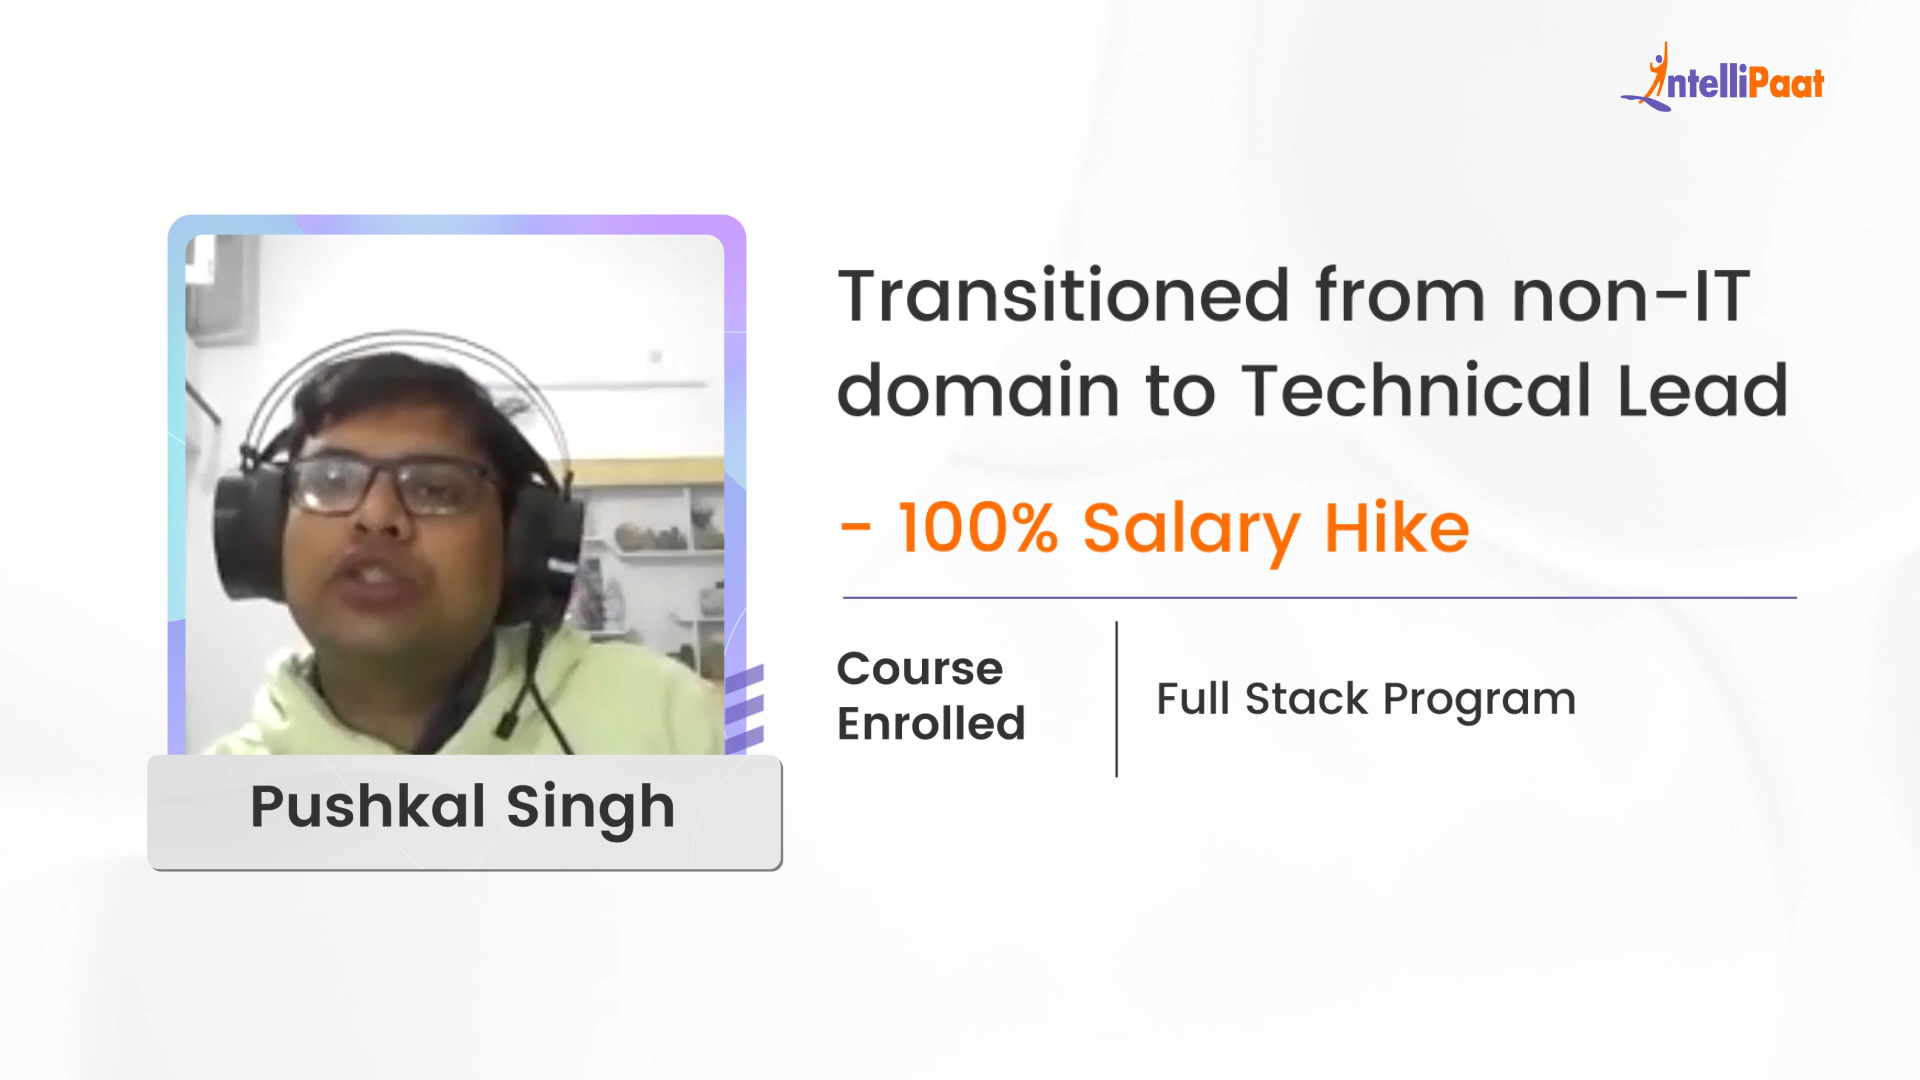 IntelliPaat
Transitioned from non-IT
domain to Technical Lead
- 100% Salary Hike
Course
Enrolled
Full Stack Program
Pushkal Singh